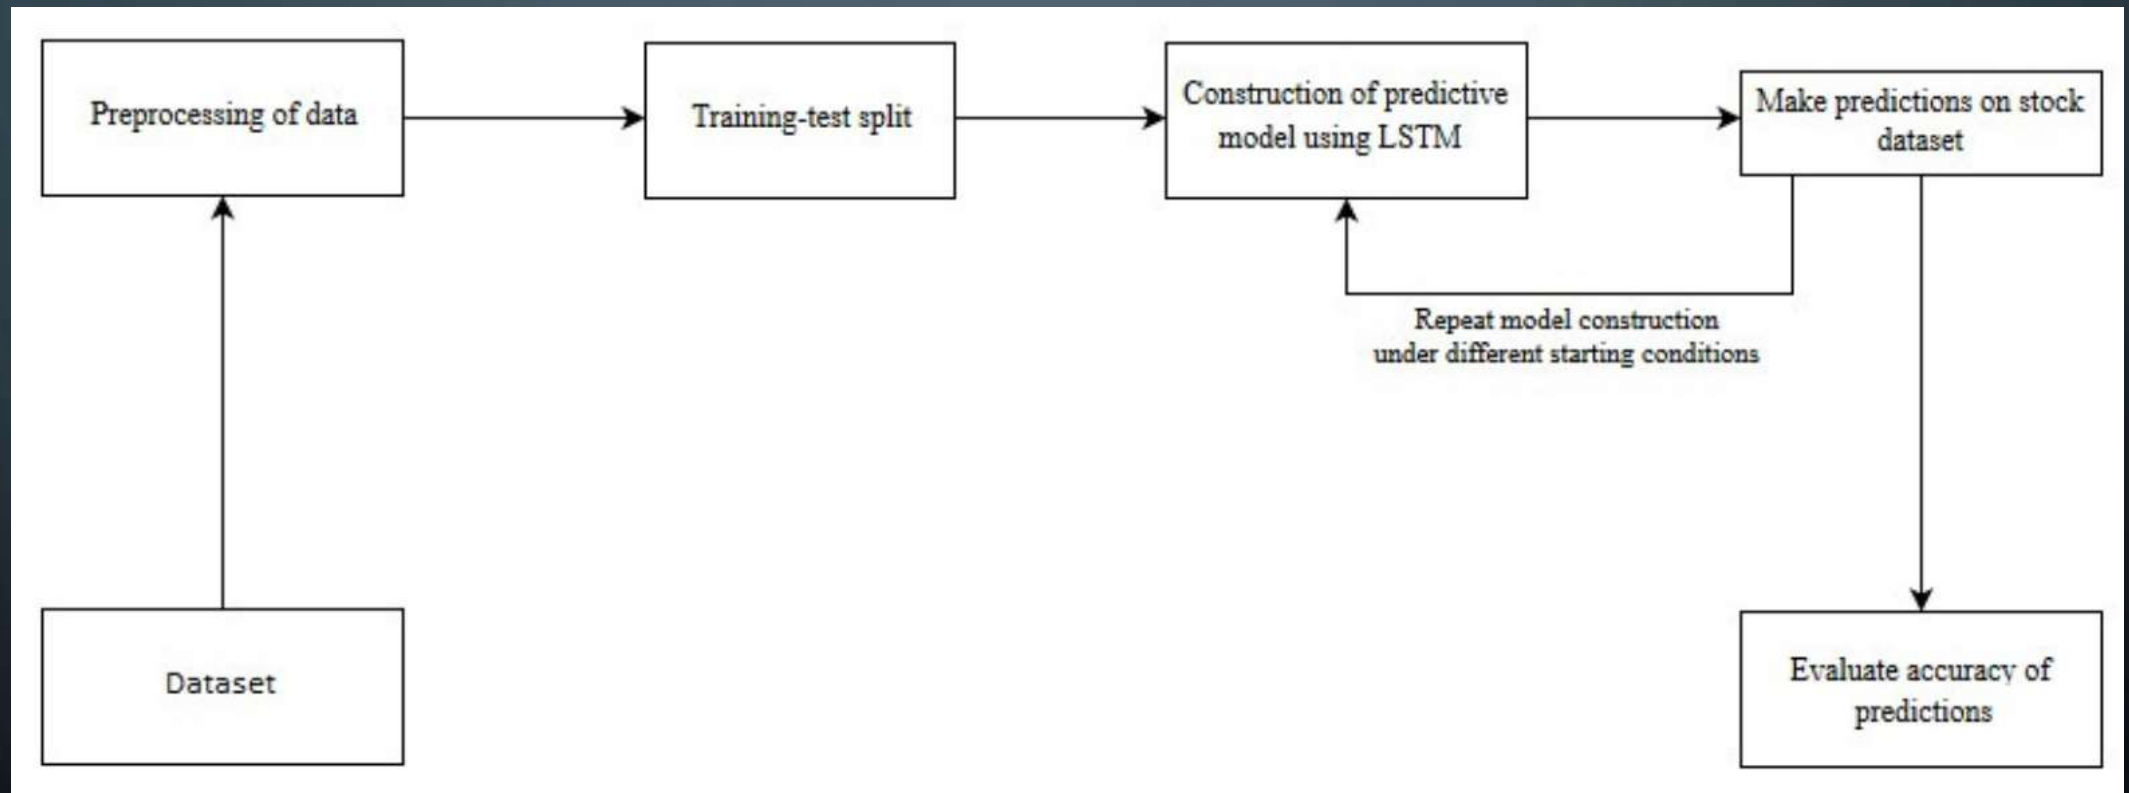 Preprocessing of data
Training-test split
Construction of predictive
model using LSTM
Make predictions on stock
dataset
Repeat model construction
under different starting conditions
Dataset
Evaluate accuracy of
predictions